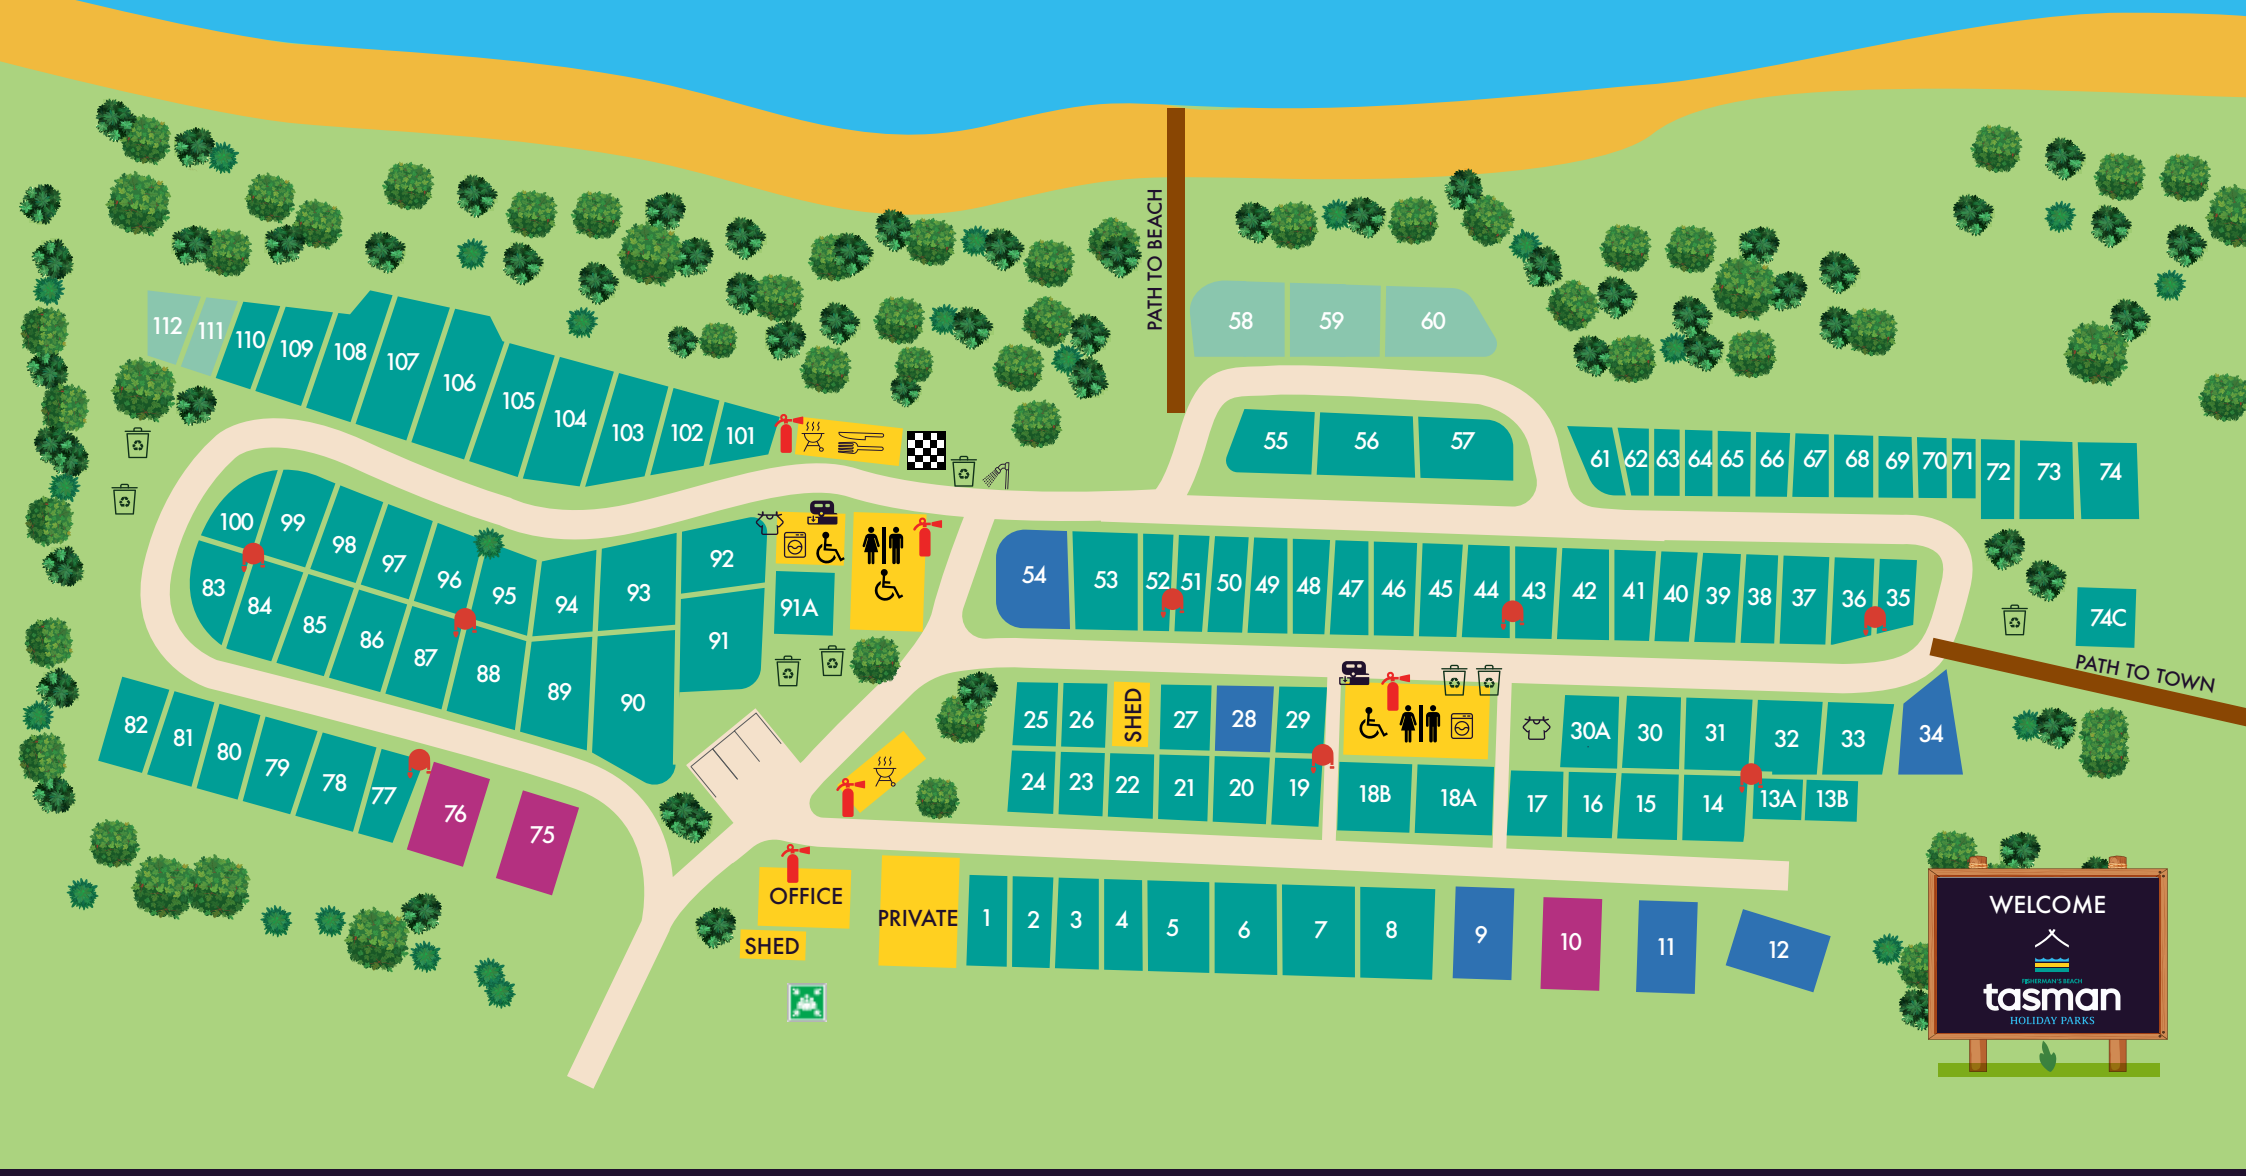 PATH TO BEACH
58 59 60
112 111 110 109 108 107 106 105 104 103 102 101
55 56 57
61 62 63 64 65 66 67 68 69 70 71 72 73 74
100 99 98 97 96 95 94 93 92
83 84 85 86 87 88 89 90 91 91A
54 53 52 51 50 49 48 47 46 45 44 43 42 41 40 39 38 37 36 35
74C
PATH TO TOWN
82 81 80 79 78 77 76 75
25 26 SHED 27 28 29 30A 30 31 32 33 34
24 23 22 21 20 19 18B 18A 17 16 15 14 13A 13B
OFFICE
SHED
PRIVATE
1 2 3 4 5 6 7 8 9 10 11 12
WELCOME
FISHERMAN'S BEACH
tasman
HOLIDAY PARKS